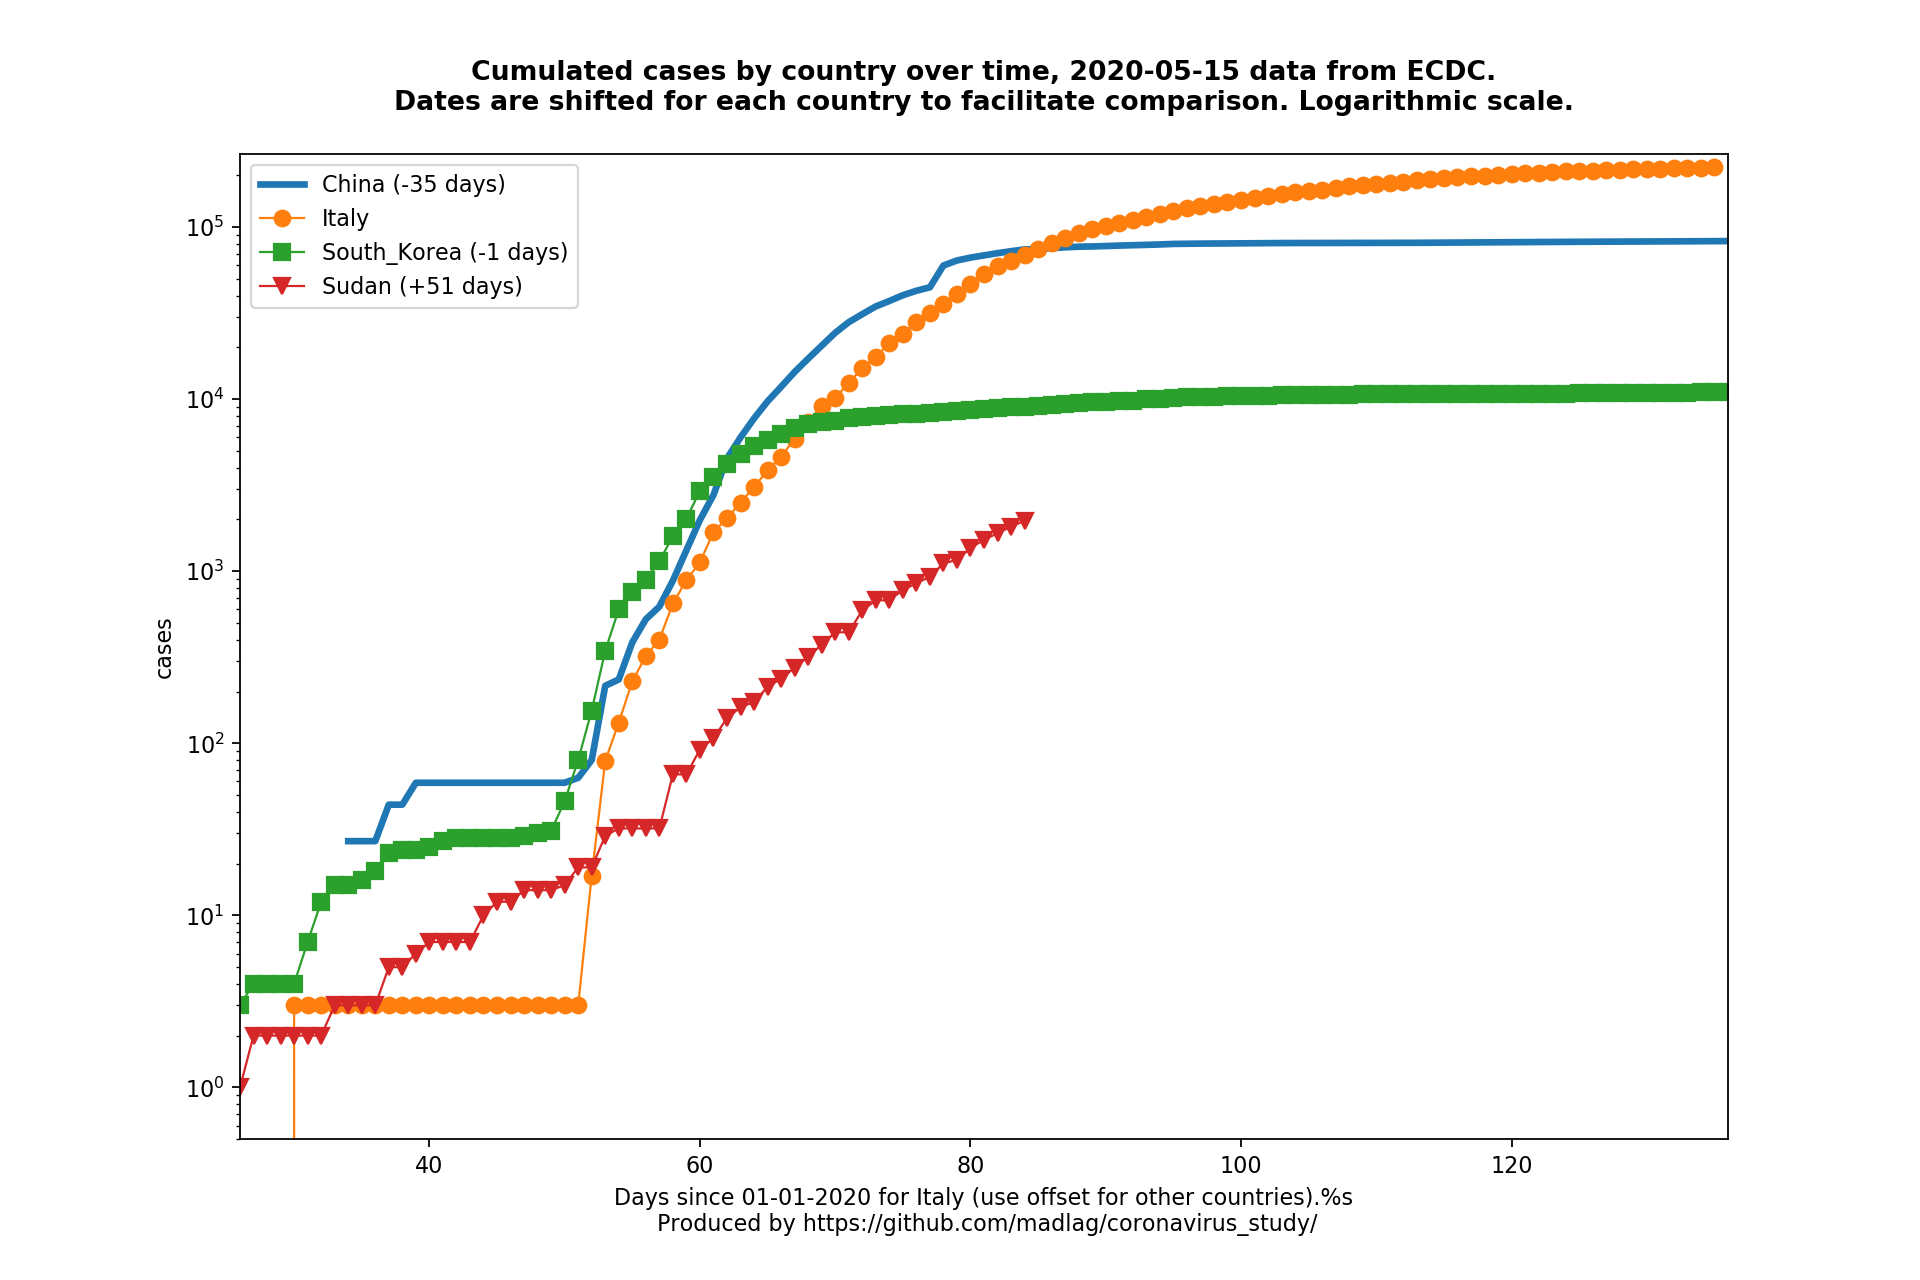 Cumulated cases by country over time, 2020-05-15 data from ECDC.
Dates are shifted for each country to facilitate comparison. Logarithmic scale.
China (-35 days)
Italy
South_Korea (-1 days)
Sudan (+51 days)
10⁵
10⁴
10³
10²
10¹
10⁰
cases
40 60 80 100 120
Days since 01-01-2020 for Italy (use offset for other countries).%s
Produced by https://github.com/madlag/coronavirus_study/